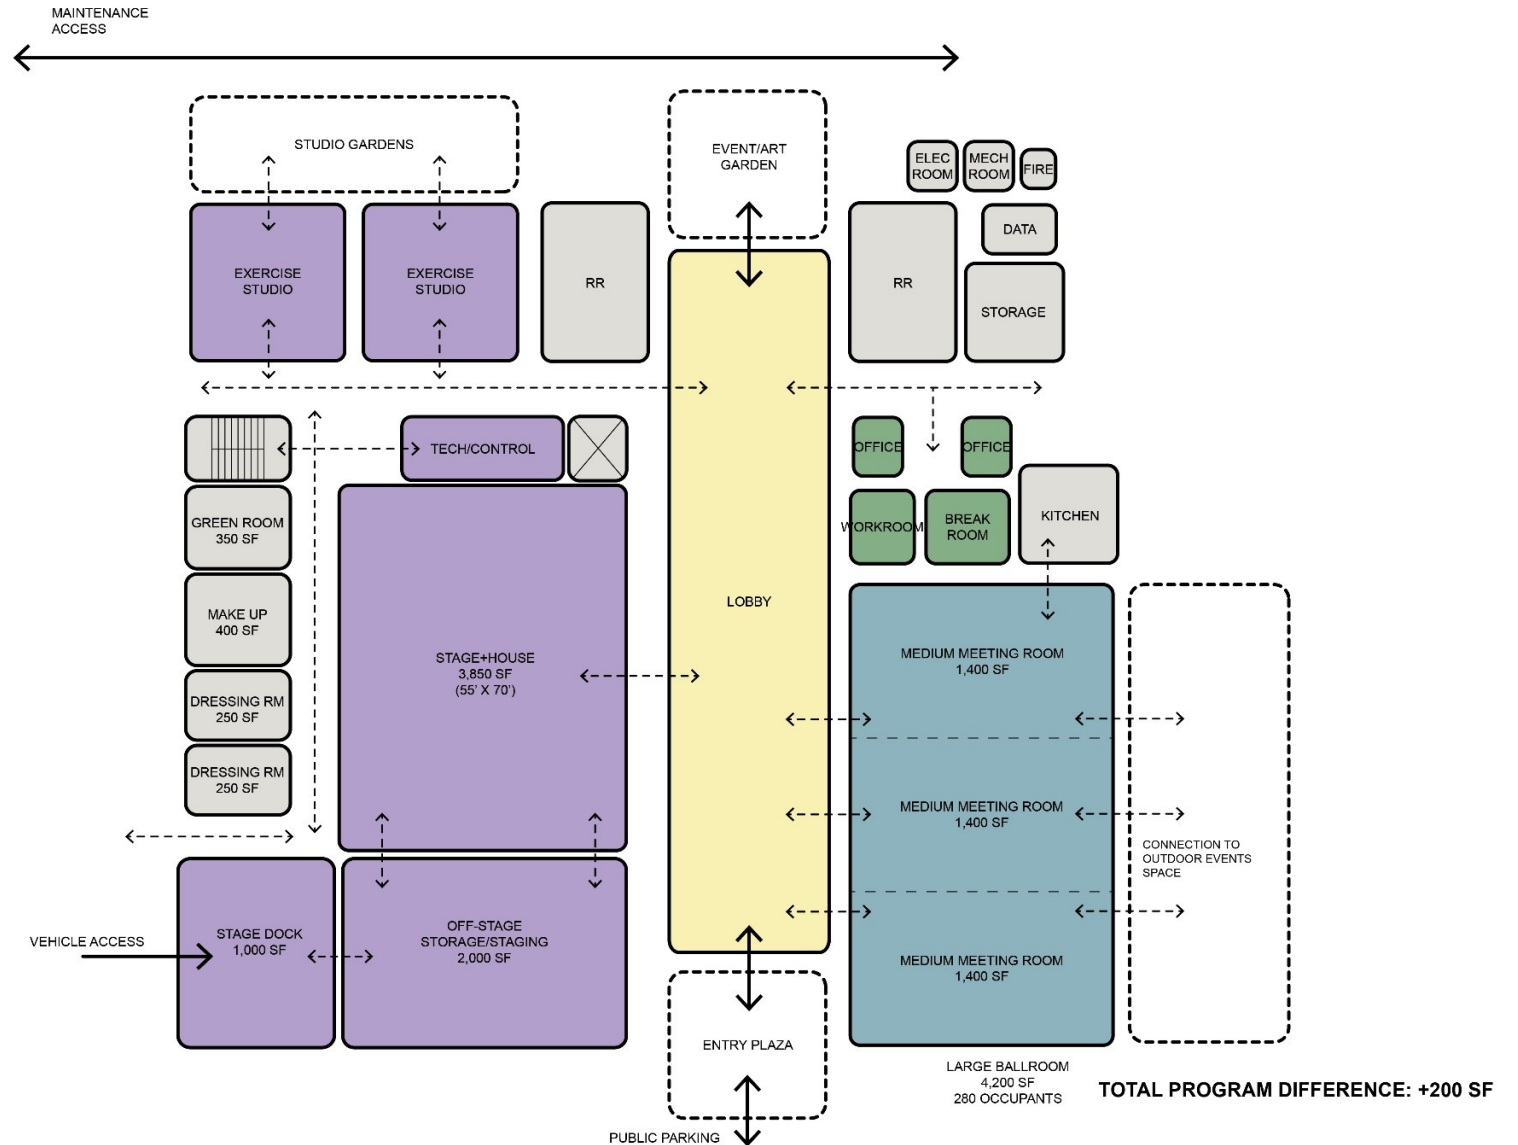 MAINTENANCE
ACCESS
STUDIO GARDENS
EVENT/ART
GARDEN
ELEC
ROOM
MECH
ROOM
FIRE
DATA
EXERCISE
STUDIO
EXERCISE
STUDIO
RR
RR
STORAGE
TECH/CONTROL
OFFICE
OFFICE
GREEN ROOM
350 SF
WORKROOM
BREAK
ROOM
KITCHEN
MAKE UP
400 SF
LOBBY
STAGE+HOUSE
3,850 SF
(55' X 70')
MEDIUM MEETING ROOM
1,400 SF
DRESSING RM
250 SF
DRESSING RM
250 SF
MEDIUM MEETING ROOM
1,400 SF
CONNECTION TO
OUTDOOR EVENTS
SPACE
VEHICLE ACCESS
STAGE DOCK
1,000 SF
OFF-STAGE
STORAGE/STAGING
2,000 SF
MEDIUM MEETING ROOM
1,400 SF
ENTRY PLAZA
LARGE BALLROOM
4,200 SF
280 OCCUPANTS
TOTAL PROGRAM DIFFERENCE: +200 SF
PUBLIC PARKING